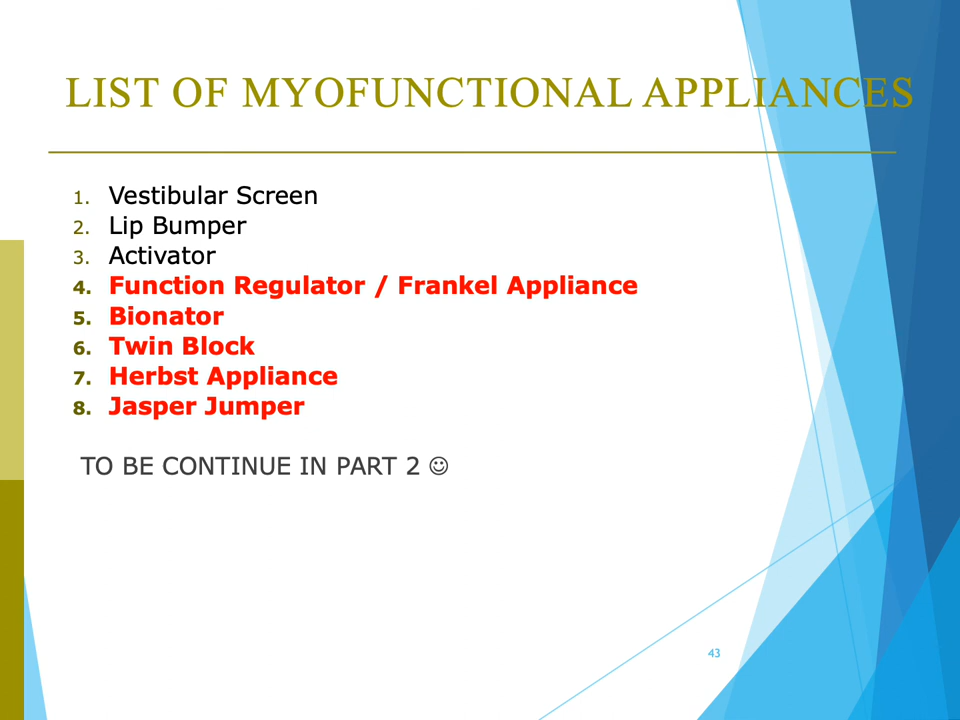 LIST OF MYOFUNCTIONAL APPLIANCES
1. Vestibular Screen
2. Lip Bumper
3. Activator
4. Function Regulator / Frankel Appliance
5. Bionator
6. Twin Block
7. Herbst Appliance
8. Jasper Jumper
TO BE CONTINUE IN PART 2 ☺
43